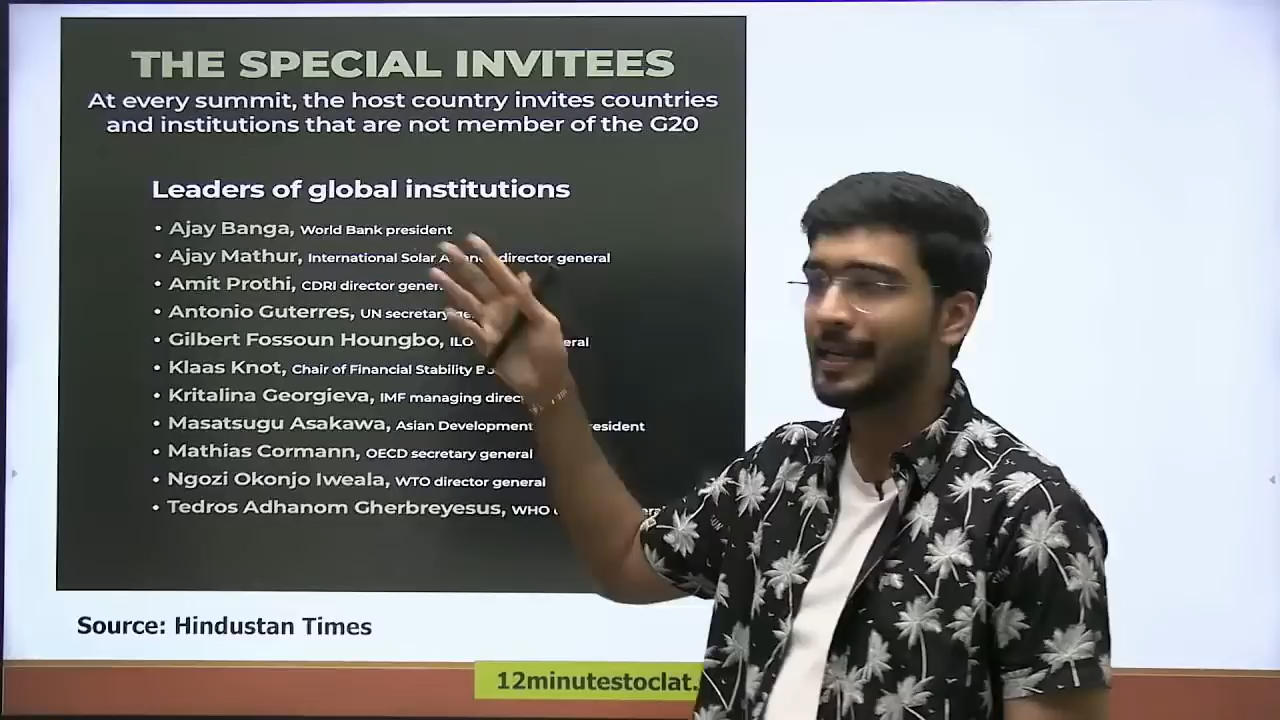 THE SPECIAL INVITEES
At every summit, the host country invites countries
and institutions that are not member of the G20
Leaders of global institutions
• Ajay Banga, World Bank president
• Ajay Mathur, International Solar director general
• Amit Prothi, CDRI director
• Antonio Guterres, UN secretary
• Gilbert Fossoun Houngbo, ILO
• Klaas Knot, Chair of Financial Stability
• Kritalina Georgieva, IMF managing
• Masatsugu Asakawa, Asian Development
• Mathias Cormann, OECD secretary general
• Ngozi Okonjo Iweala, WTO director general
• Tedros Adhanom Gherbreyesus, WHO
Source: Hindustan Times
12minutestoclat.